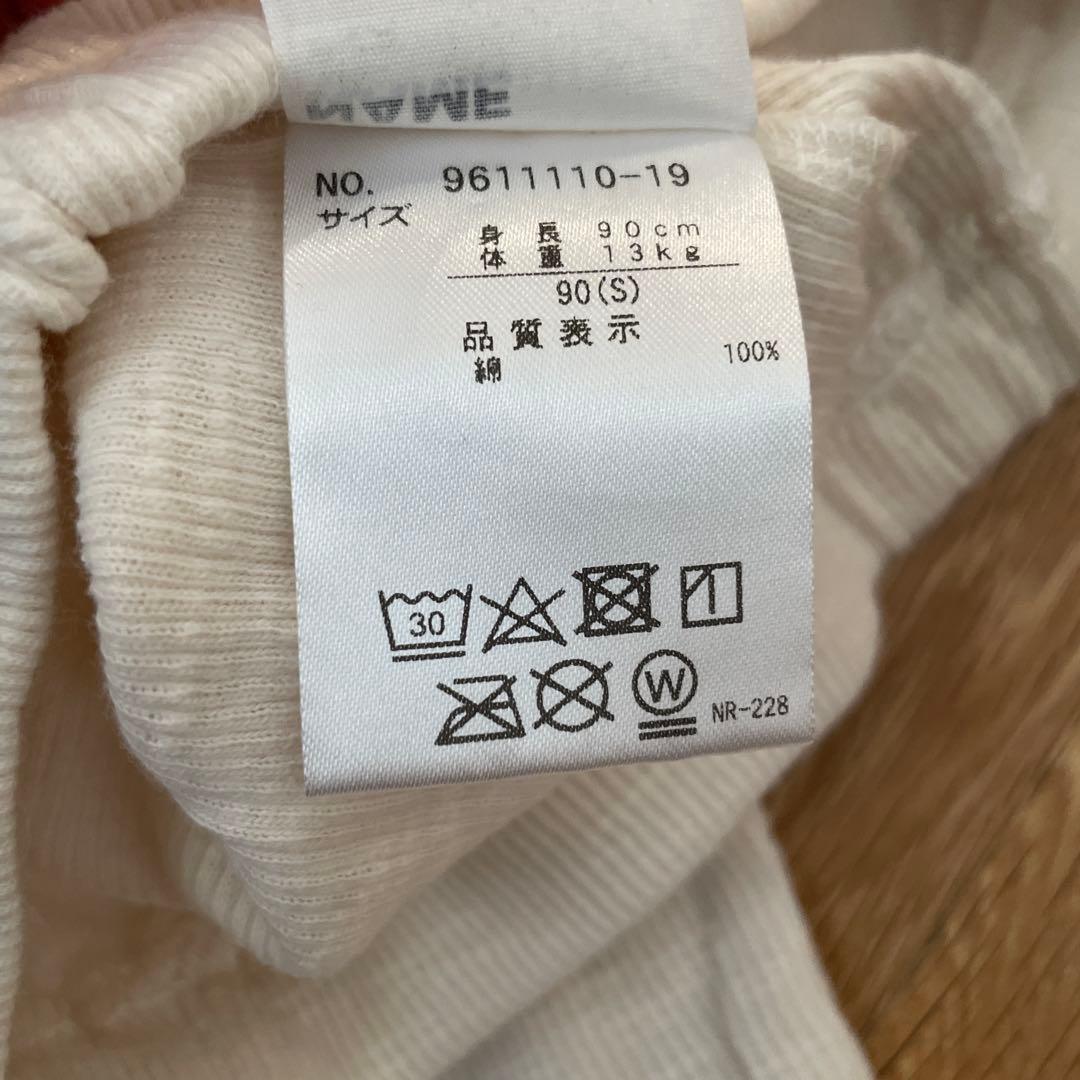 NO. 9611110-19
サイズ
身長 90cm
体重 13kg
90(S)
品質表示
綿 100%
30
W
NR-228